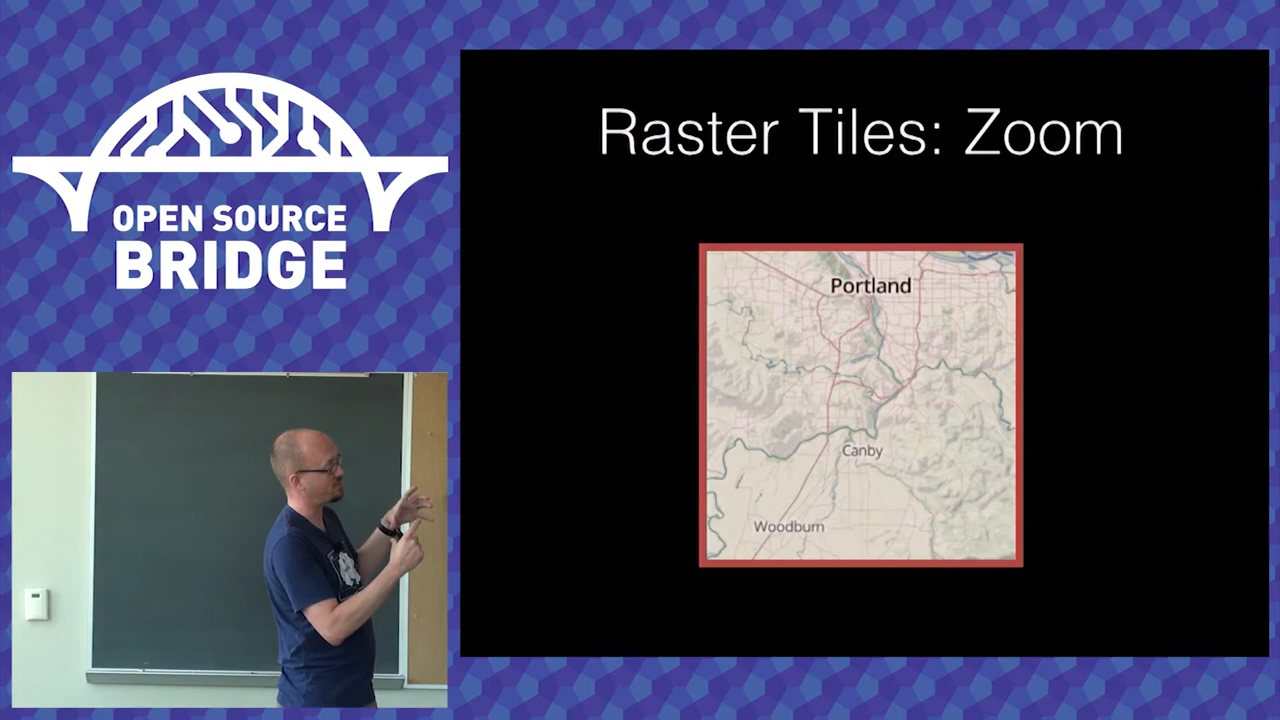 OPEN SOURCE
BRIDGE
Raster Tiles: Zoom
Portland
Canby
Woodburn